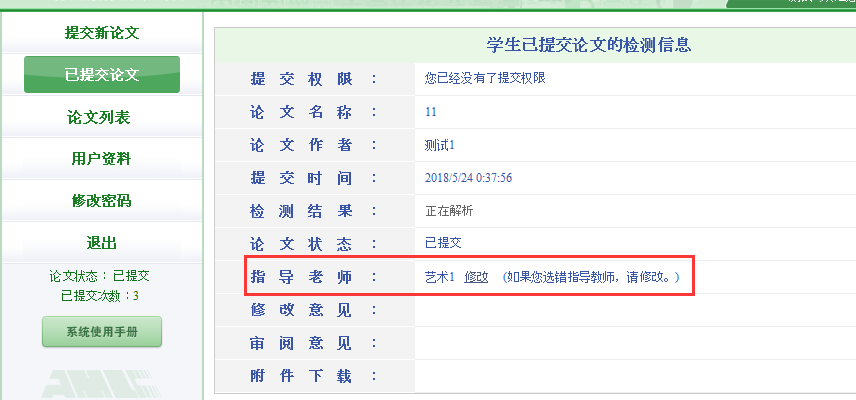 提交新论文
已提交论文
论文列表
用户资料
修改密码
退出
论文状态：已提交
已提交次数：3
系统使用手册
学生已提交论文的检测信息
提交权限： 您已经没有了提交权限
论文名称： 11
论文作者： 测试1
提交时间： 2018/5/24 0:37:56
检测结果： 正在解析
论文状态： 已提交
指导老师： 艺术1 修改 (如果您选错指导教师，请修改。)
修改意见：
审阅意见：
附件下载：